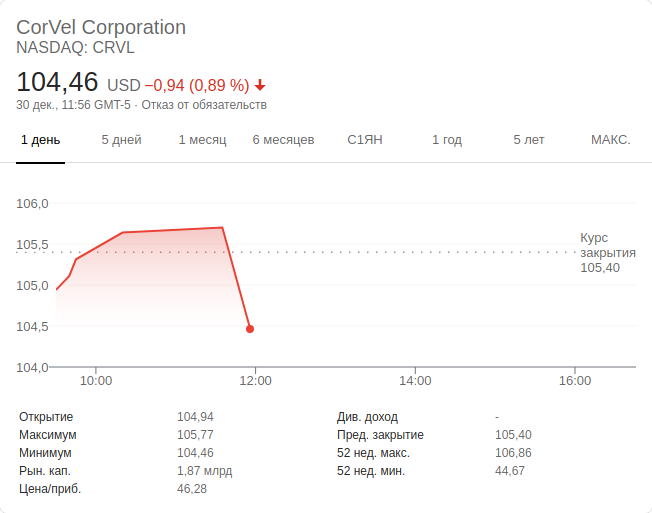 CorVel Corporation
NASDAQ: CRVL
104,46 USD −0,94 (0,89 %)
30 дек., 11:56 GMT-5 · Отказ от обязательств
1 день 5 дней 1 месяц 6 месяцев С1ЯН 1 год 5 лет МАКС.
106,0
105,5
105,0
104,5
104,0
Курс
закрытия
105,40
10:00 12:00 14:00 16:00
Открытие 104,94
Максимум 105,77
Минимум 104,46
Рын. кап. 1,87 млрд
Цена/приб. 46,28
Див. доход -
Пред. закрытие 105,40
52 нед. макс. 106,86
52 нед. мин. 44,67